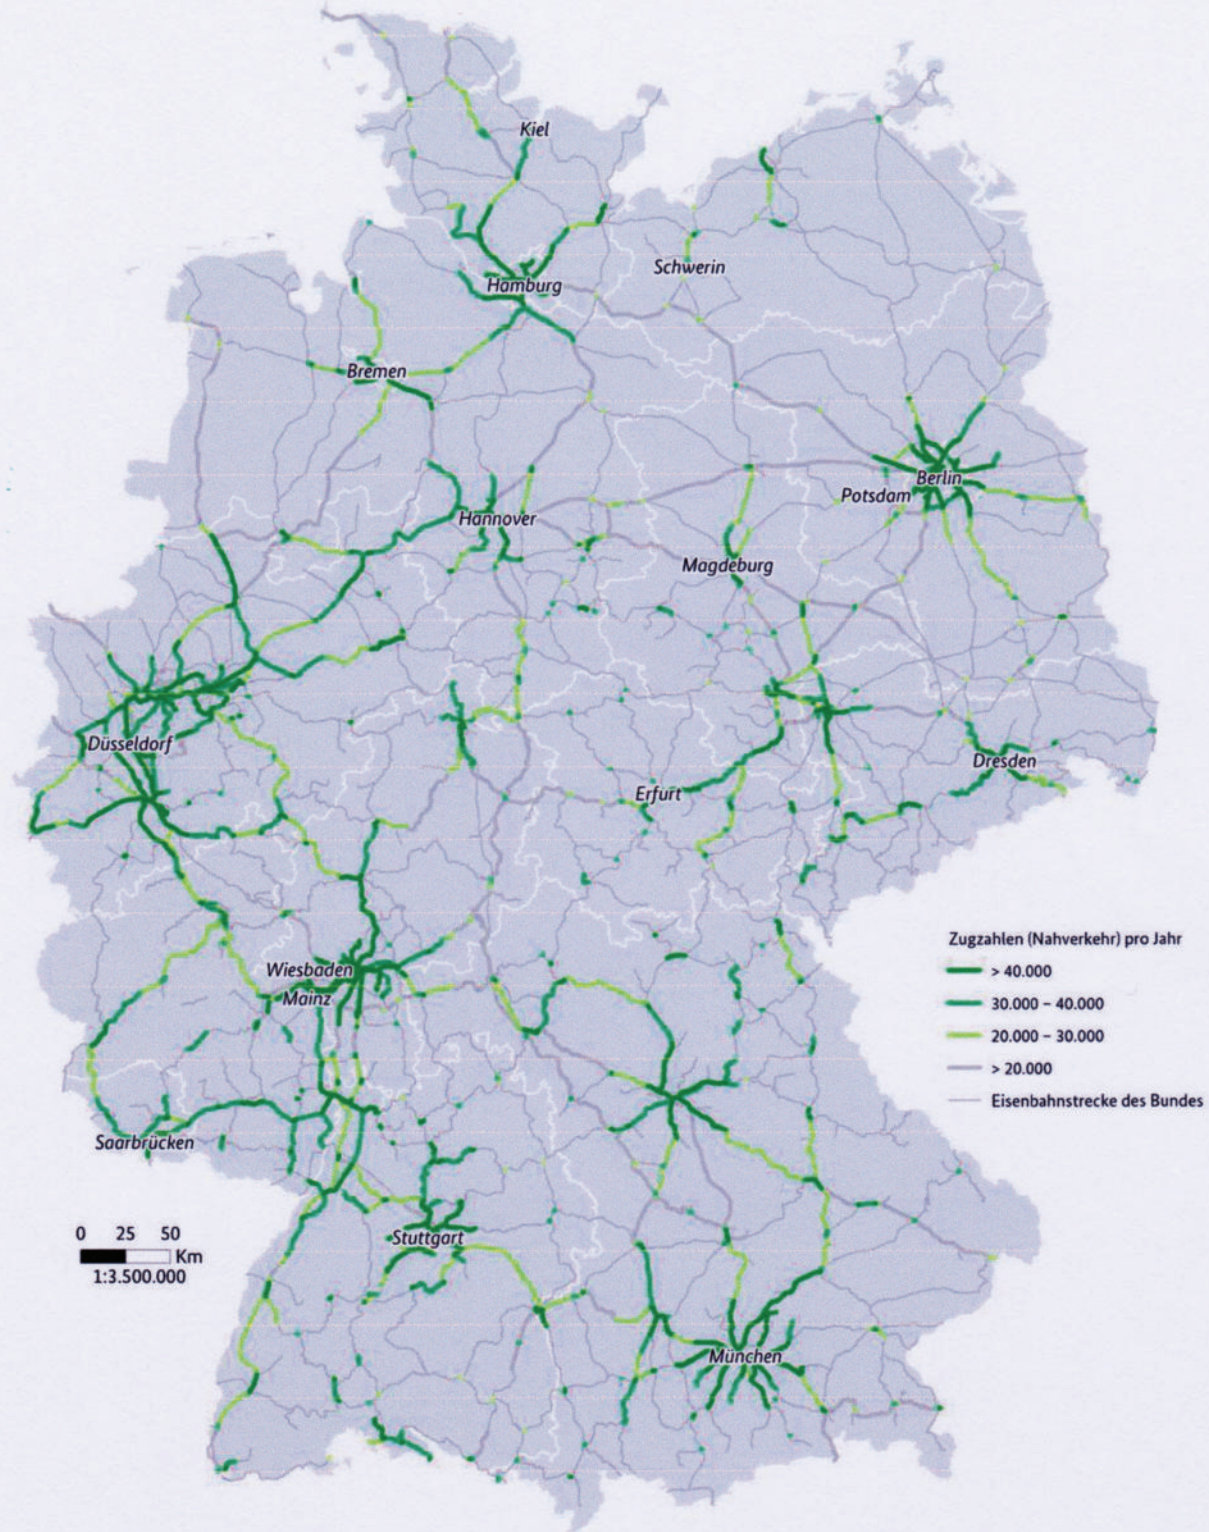 Kiel
Schwerin
Hamburg
Bremen
Berlin
Potsdam
Hannover
Magdeburg
Düsseldorf
Dresden
Erfurt
Wiesbaden
Mainz
Saarbrücken
Stuttgart
München
Zugzahlen (Nahverkehr) pro Jahr
> 40.000
30.000 – 40.000
20.000 – 30.000
> 20.000
Eisenbahnstrecke des Bundes
0 25 50
Km
1:3.500.000